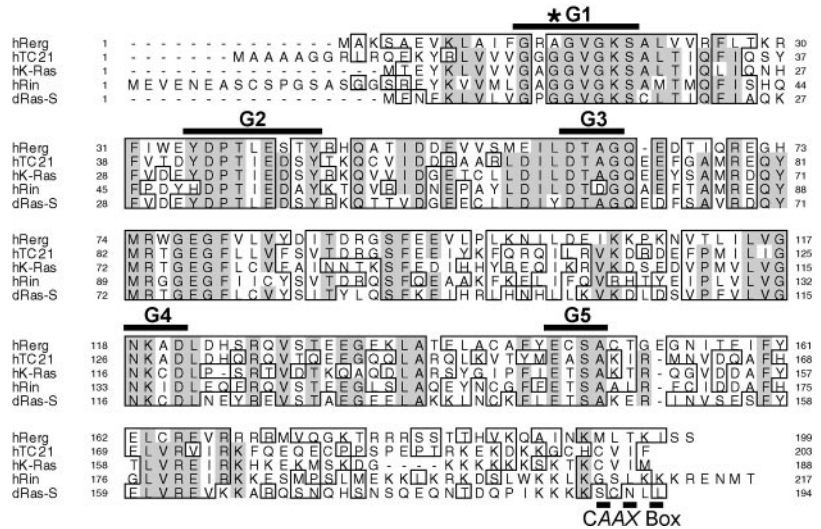 * G1
hRerg 1 - - - - - - - - - - - - - - M A K S A E V K L A I F G R A G V G K S A L V V R F L T K R 30
hTC21 1 - - - - - - - M A A A A G G R L R Q E K Y R L V V V G G G G V G K S A L T I Q F I Q S Y 37
hK-Ras 1 - - - - - - - - - - - - - - - - - M T E Y K L V V V G A G G V G K S A L T I Q L I Q N H 27
hRin 1 M E V E N E A S C S P G S A S G G S R E Y K V V M L G A G G V G K S A M T M Q F I S H Q 44
dRas-S 1 - - - - - - - - - - - - - - - - - M F N F K L V V V G P G G V G K S C L T I Q F I A Q K 27
G2 G3
hRerg 31 F I W E Y D P T L E S T Y R H Q A T I D D E V V S M E I L D T A G Q - E D T I Q R E G H 73
hTC21 38 F V T D Y D P T I E D S Y T K Q C V I D D R A A R L D I L D T A G Q E E F G A M R E Q Y 81
hK-Ras 28 F V D E Y D P T I E D S Y R K Q V V I D G E T C L L D I L D T A G Q E E Y S A M R D Q Y 71
hRin 45 F P D Y H D P T I E D A Y K T Q V R I D N E P A Y L D I L D T D G Q A E F T A M R E Q Y 88
dRas-S 28 F V D E Y D P T I E D S Y R K Q T T V D G E E C L L D I Y D T A G Q E D F S A V R D Q Y 71
hRerg 74 M R W G E G F V L V Y D I T D R G S F E E V L P L K N I L D E I K K P K N V T L I L V G 117
hTC21 82 M R T G E G F L L V F S V T D R G S F E E I Y K F Q R Q I L R V K D R D E F P M I L I G 125
hK-Ras 72 M R T G E G F L C V F A I N N T K S F E D I H H Y R E Q I K R V K D S E D V P M V L V G 115
hRin 89 M R G G E G F I I C Y S V T D R Q S F Q E A A K F K E L I F Q V R H T Y E I P L V L V G 132
dRas-S 72 M R T G E G F L C V Y S I T Y L Q S F K E I H R L H N H L L K V K D L D S V P F V L V G 115
G4 G5
hRerg 118 N K A D L D H S R Q V S T E E G E K L A T E L A C A F Y E C S A C T G E G N I T E I F Y 161
hTC21 126 N K A D L D H Q R Q V T Q E E G Q Q L A R Q L K V T Y M E C S A K I R - M N V D Q A F H 168
hK-Ras 116 N K C D L P - S R T V D T K Q A Q D L A R S Y G I P F I E T S A K T R - Q G V D D A F Y 157
hRin 133 N K I D L E Q F R Q V S T E E G L S L A Q E Y N C G F F E T S A A L R - F C I D D A F H 175
dRas-S 116 N K C D L N E Y R E V S T A E G E E L A K K L N C K F L E T S A K E R - I N V S E S F Y 158
hRerg 162 E L C R E V R R R R M V Q G K T R R R S S T T H V K Q A I N K M L T K I S S 199
hTC21 169 E L V R V I R K F Q E Q E C P P S P E P T R K E K D K K G C H C V I F 203
hK-Ras 158 T L V R E I R K H K E K M S K D G - - K K K K K K S K T K C V I M 188
hRin 176 G L V R E I R K K E S M P S L M E K K L K R K D S L W K K L K G S L K K K R E N M T 217
dRas-S 159 E L V R E V K K A R Q S N Q H S N S Q E Q N T D Q P I K K K K S C N L L 194
CAAX Box